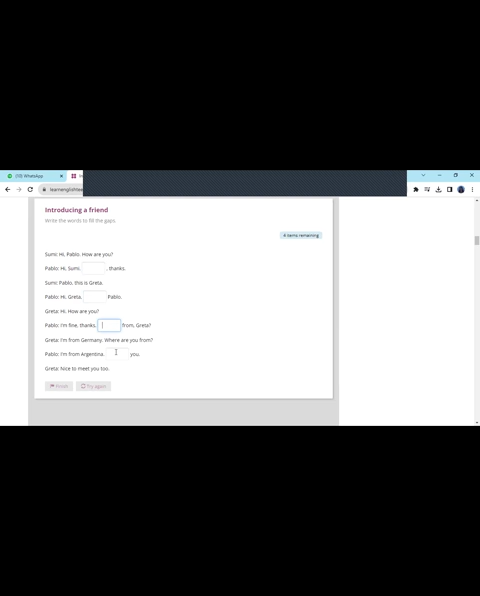 (19) WhatsApp
learnenglishtee
Introducing a friend
Write the words to fill the gaps.
4 items remaining
Sumi: Hi, Pablo. How are you?
Pablo: Hi, Sumi. , thanks.
Sumi: Pablo, this is Greta.
Pablo: Hi, Greta. Pablo.
Greta: Hi. How are you?
Pablo: I'm fine, thanks. from, Greta?
Greta: I'm from Germany. Where are you from?
Pablo: I'm from Argentina. you.
Greta: Nice to meet you too.
Finish Try again